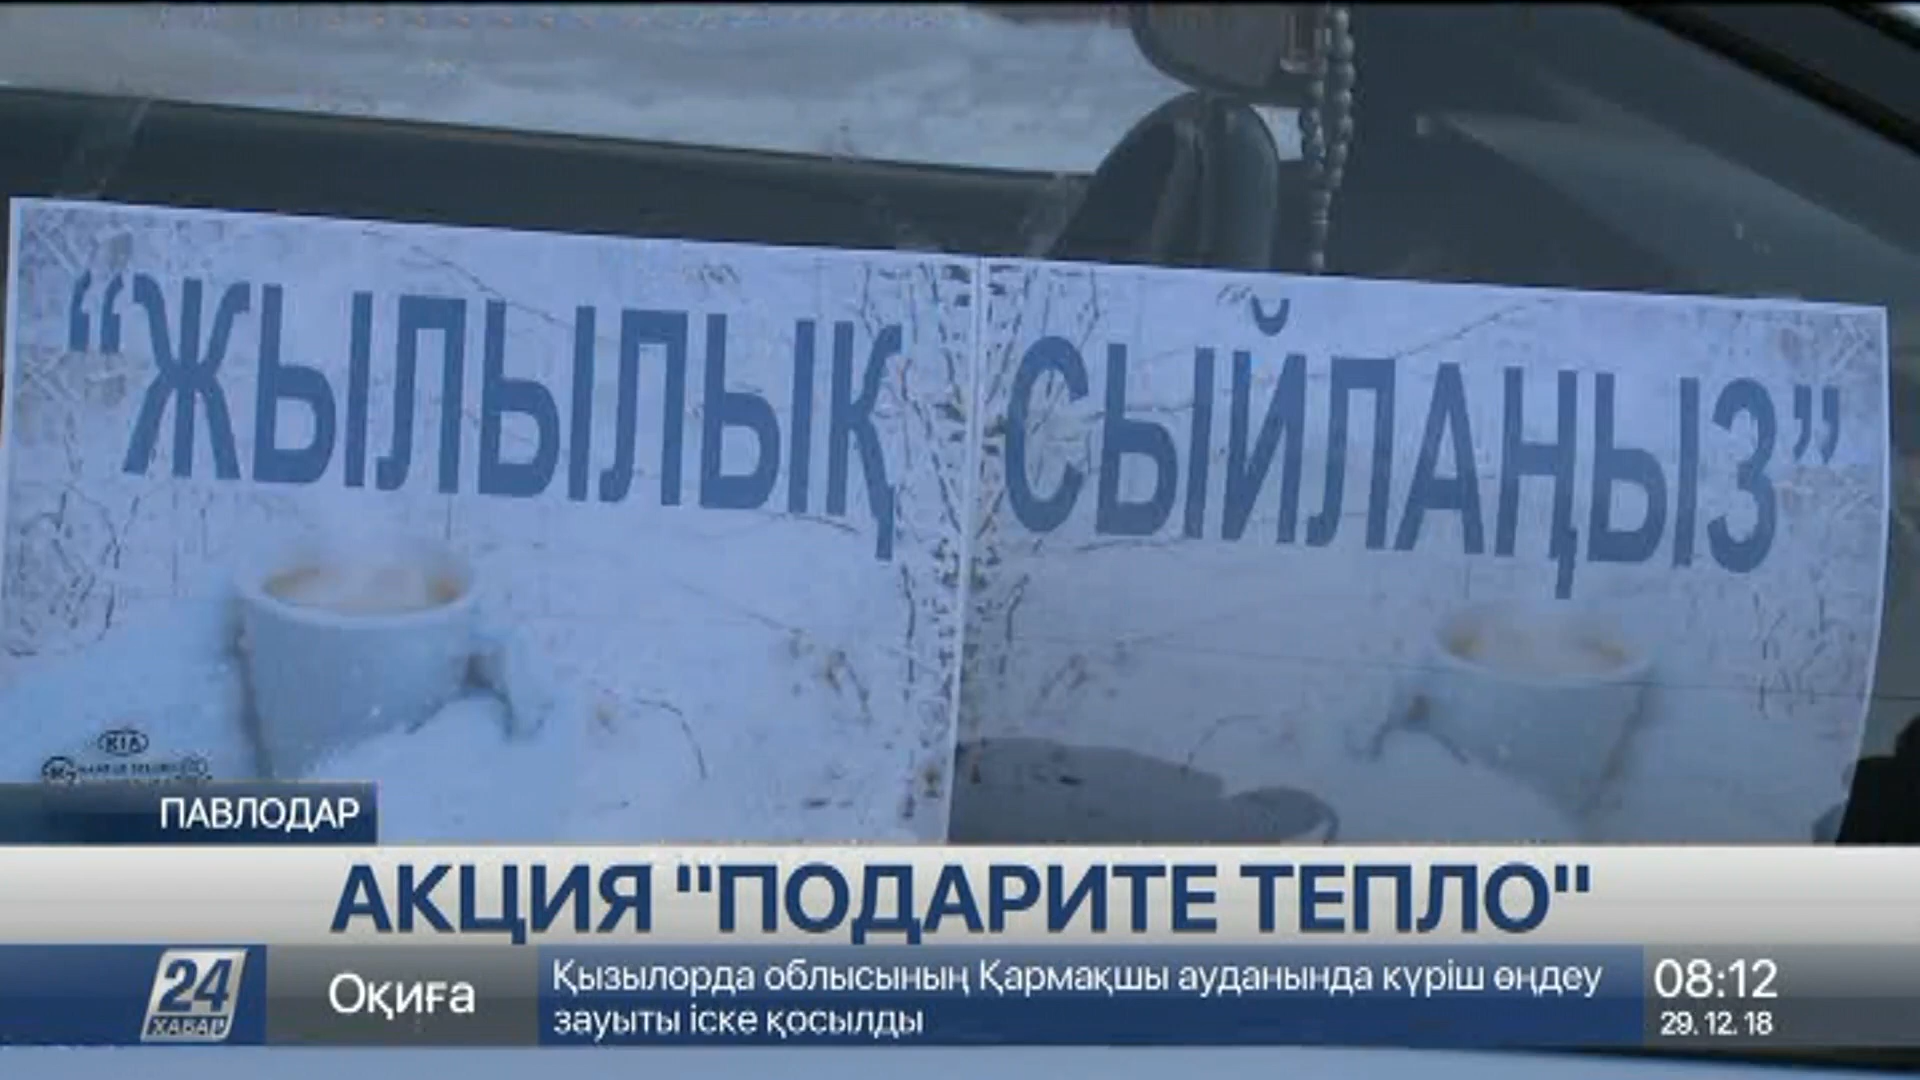 “ЖЫЛЫЛЫҚ СЫЙЛАҢЫЗ”
KIA
ПАВЛОДАР
АКЦИЯ "ПОДАРИТЕ ТЕПЛО"
24
ХАБАР
Оқиға
Қызылорда облысының Қармақшы ауданында күріш өңдеу
зауыты іске қосылды
08:12
29.12.18